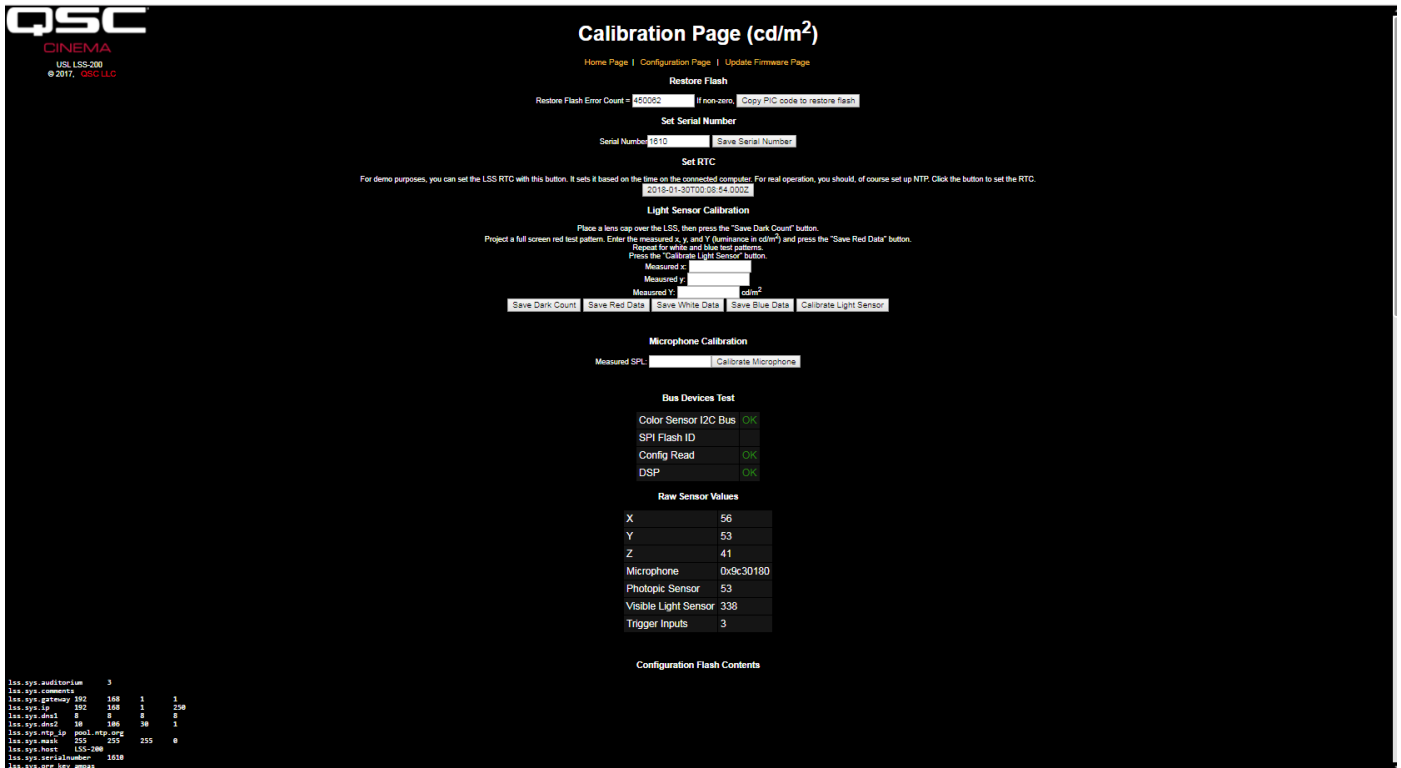 QSC
CINEMA
USL LSS-200
© 2017, QSC LLC
Calibration Page (cd/m2)
Home Page | Configuration Page | Update Firmware Page
Restore Flash
Restore Flash Error Count = 450062 If non-zero, Copy PIC code to restore flash
Set Serial Number
Serial Number 1610 Save Serial Number
Set RTC
For demo purposes, you can set the LSS RTC with this button. It sets it based on the time on the connected computer. For real operation, you should, of course set up NTP. Click the button to set the RTC.
2018-01-30T00:08:54.000Z
Light Sensor Calibration
Place a lens cap over the LSS, then press the "Save Dark Count" button.
Project a full screen red test pattern. Enter the measured x, y, and Y (luminance in cd/m2) and press the "Save Red Data" button.
Repeat for white and blue test patterns.
Press the "Calibrate Light Sensor" button.
Measured x:
Meausred y:
Meausred Y: cd/m2
Save Dark Count Save Red Data Save White Data Save Blue Data Calibrate Light Sensor
Microphone Calibration
Measured SPL: Calibrate Microphone
Bus Devices Test
Color Sensor I2C Bus OK
SPI Flash ID
Config Read OK
DSP OK
Raw Sensor Values
X 56
Y 53
Z 41
Microphone 0x9c30180
Photopic Sensor 53
Visible Light Sensor 338
Trigger Inputs 3
Configuration Flash Contents
lss.sys.auditorium 3
lss.sys.comments
lss.sys.gateway 192 168 1 1
lss.sys.ip 192 168 1 250
lss.sys.dns1 8 8 8 8
lss.sys.dns2 10 106 30 1
lss.sys.ntp_ip pool.ntp.org
lss.sys.mask 255 255 255 0
lss.sys.host LSS-200
lss.sys.serialnumber 1610
lss.sys.org_key ampas